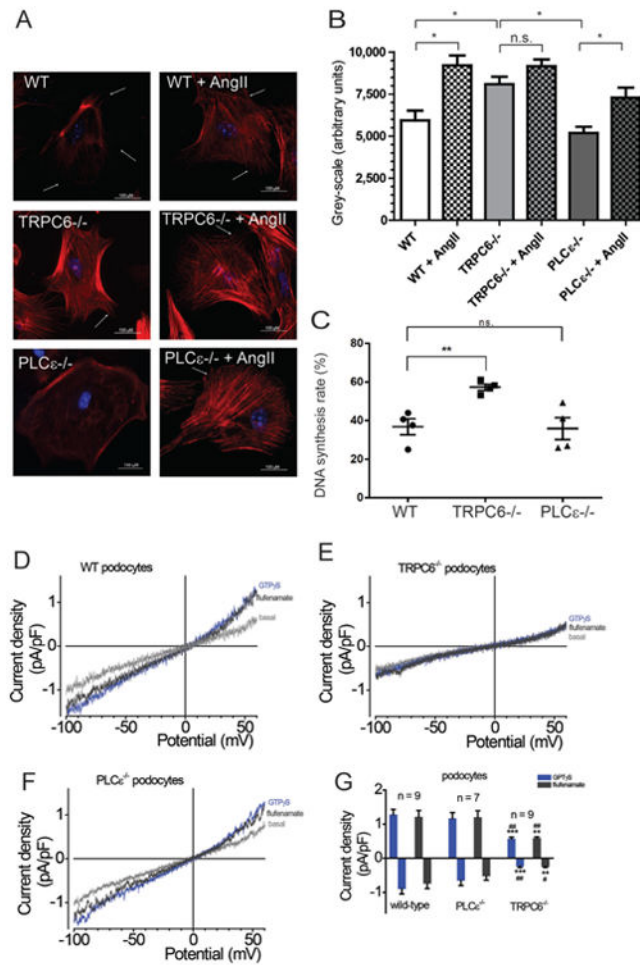 A
WT
WT + AngII
TRPC6-/-
TRPC6-/- + AngII
PLCε-/-
PLCε-/- + AngII
B
* * * n.s. *
Grey-scale (arbitrary units)
10,000
7,500
5,000
2,500
0
WT
WT + AngII
TRPC6-/-
TRPC6-/- + AngII
PLCε-/-
PLCε-/- + AngII
C
ns.
**
DNA synthesis rate (%)
80
60
40
20
0
WT TRPC6-/- PLCε-/-
D
WT podocytes
GTPγS
flufenamate
basal
Current density
(pA/pF)
1
0
-1
-100 -50 0 50
Potential (mV)
E
TRPC6-/- podocytes
GTPγS
flufenamate
basal
Current density
(pA/pF)
1
0
-1
-100 -50 0 50
Potential (mV)
F
PLCε-/- podocytes
GTPγS
flufenamate
basal
Current density
(pA/pF)
1
0
-1
-100 -50 0 50
Potential (mV)
G
podocytes
GPTγS
flufenamate
n = 9
n = 7
n = 9
## ##
*** **
*** **
## #
Current density
(pA/pF)
1
0
-1
wild-type PLCε-/- TRPC6-/-